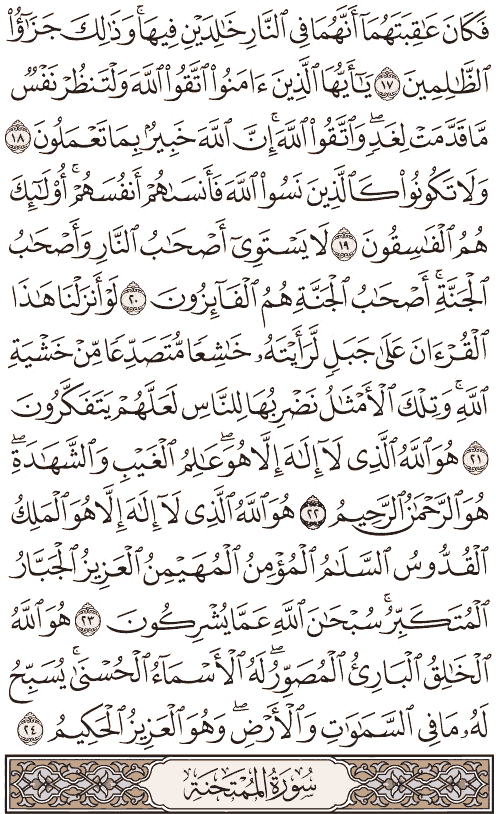 فَكَانَ عَٰقِبَتَهُمَآ أَنَّهُمَا فِي ٱلنَّارِ خَٰلِدَيۡنِ فِيهَاۚ وَذَٰلِكَ جَزَٰٓؤُاْ
ٱلظَّٰلِمِينَ ١٧ يَٰٓأَيُّهَا ٱلَّذِينَ ءَامَنُواْ ٱتَّقُواْ ٱللَّهَ وَلۡتَنظُرۡ نَفۡسٞ
مَّا قَدَّمَتۡ لِغَدٖۖ وَٱتَّقُواْ ٱللَّهَۚ إِنَّ ٱللَّهَ خَبِيرُۢ بِمَا تَعۡمَلُونَ ١٨
وَلَا تَكُونُواْ كَٱلَّذِينَ نَسُواْ ٱللَّهَ فَأَنسَىٰهُمۡ أَنفُسَهُمۡۚ أُوْلَٰٓئِكَ
هُمُ ٱلۡفَٰسِقُونَ ١٩ لَا يَسۡتَوِيٓ أَصۡحَٰبُ ٱلنَّارِ وَأَصۡحَٰبُ
ٱلۡجَنَّةِۚ أَصۡحَٰبُ ٱلۡجَنَّةِ هُمُ ٱلۡفَآئِزُونَ ٢٠ لَوۡ أَنزَلۡنَا هَٰذَا
ٱلۡقُرۡءَانَ عَلَىٰ جَبَلٖ لَّرَأَيۡتَهُۥ خَٰشِعٗا مُّتَصَدِّعٗا مِّنۡ خَشۡيَةِ
ٱللَّهِۚ وَتِلۡكَ ٱلۡأَمۡثَٰلُ نَضۡرِبُهَا لِلنَّاسِ لَعَلَّهُمۡ يَتَفَكَّرُونَ
٢١ هُوَ ٱللَّهُ ٱلَّذِي لَآ إِلَٰهَ إِلَّا هُوَۖ عَٰلِمُ ٱلۡغَيۡبِ وَٱلشَّهَٰدَةِۖ
هُوَ ٱلرَّحۡمَٰنُ ٱلرَّحِيمُ ٢٢ هُوَ ٱللَّهُ ٱلَّذِي لَآ إِلَٰهَ إِلَّا هُوَ ٱلۡمَلِكُ
ٱلۡقُدُّوسُ ٱلسَّلَٰمُ ٱلۡمُؤۡمِنُ ٱلۡمُهَيۡمِنُ ٱلۡعَزِيزُ ٱلۡجَبَّارُ
ٱلۡمُتَكَبِّرُۚ سُبۡحَٰنَ ٱللَّهِ عَمَّا يُشۡرِكُونَ ٢٣ هُوَ ٱللَّهُ
ٱلۡخَٰلِقُ ٱلۡبَارِئُ ٱلۡمُصَوِّرُۖ لَهُ ٱلۡأَسۡمَآءُ ٱلۡحُسۡنَىٰۚ يُسَبِّحُ
لَهُۥ مَا فِي ٱلسَّمَٰوَٰتِ وَٱلۡأَرۡضِۖ وَهُوَ ٱلۡعَزِيزُ ٱلۡحَكِيمُ ٢٤
سُورَةُ المُمۡتَحنَة